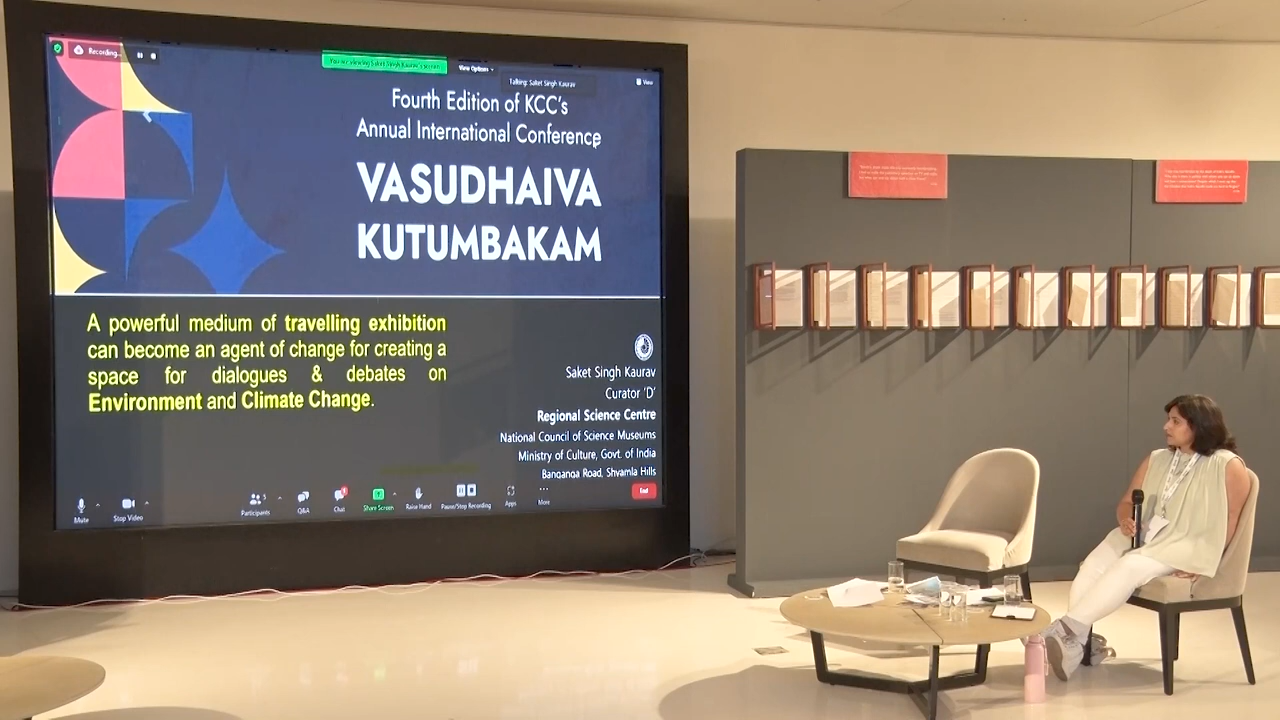 Recording...
You are viewing Saket Singh Kaurav's screen
View Options
Talking: Saket Singh Kaurav
View
Fourth Edition of KCC's
Annual International Conference
VASUDHAIVA
KUTUMBAKAM
A powerful medium of travelling exhibition
can become an agent of change for creating a
space for dialogues & debates on
Environment and Climate Change.
Saket Singh Kaurav
Curator 'D'
Regional Science Centre
National Council of Science Museums
Ministry of Culture, Govt. of India
Banganga Road, Shyamla Hills
Mute
Stop Video
Participants
Q&A
Chat
Share Screen
Raise Hand
Pause/Stop Recording
Apps
More
End